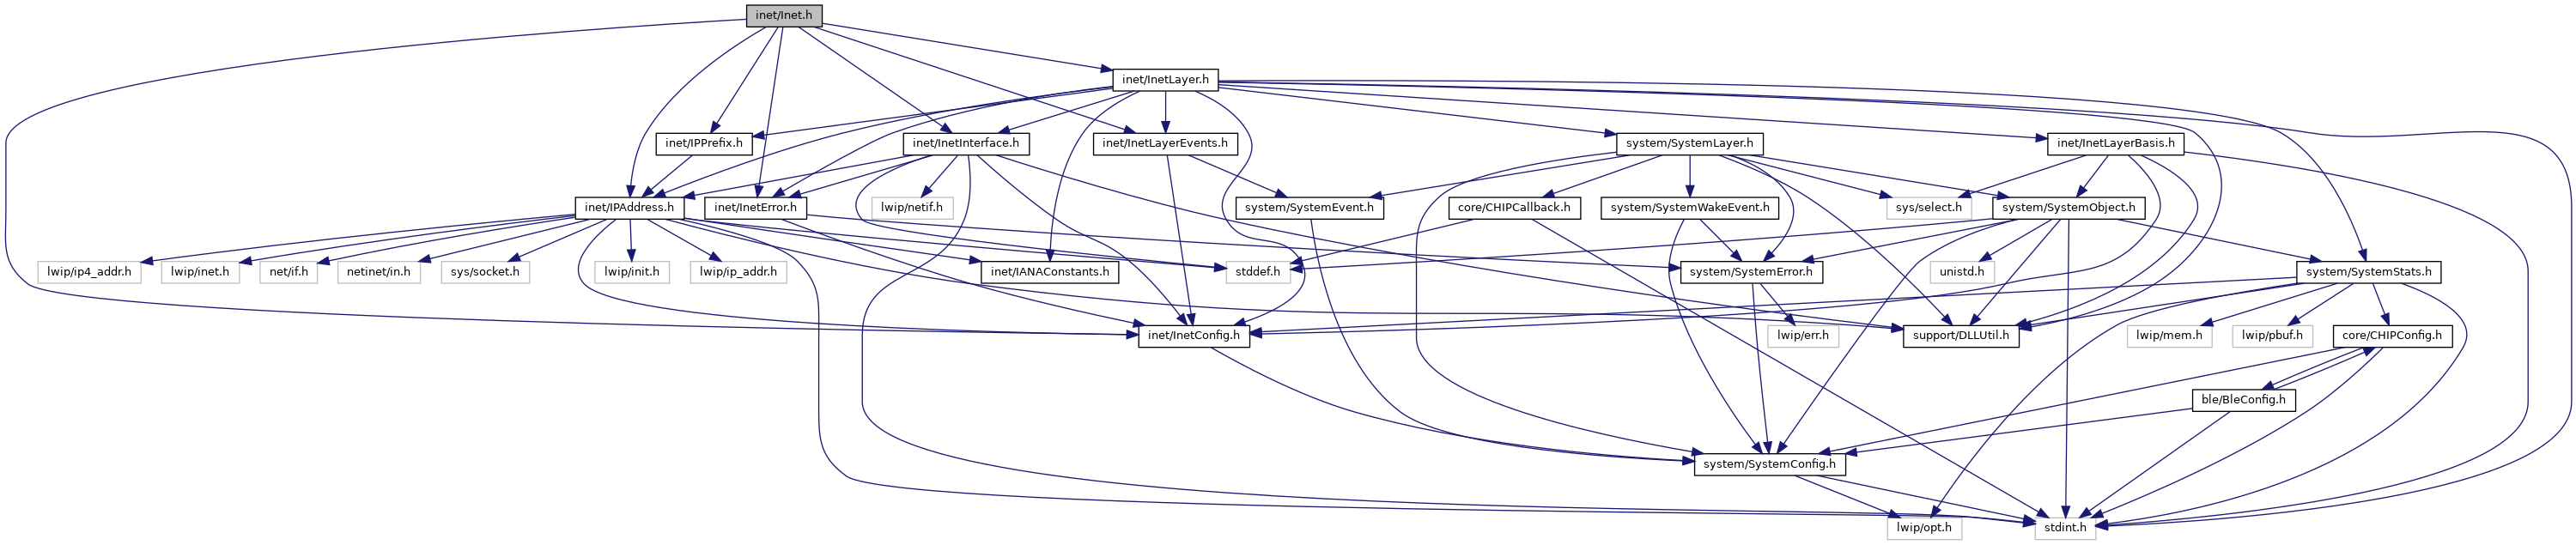 inet/Inet.h
inet/InetLayer.h
inet/IPPrefix.h
inet/InetInterface.h
inet/InetLayerEvents.h
system/SystemLayer.h
inet/InetLayerBasis.h
inet/IPAddress.h
inet/InetError.h
lwip/netif.h
system/SystemEvent.h
core/CHIPCallback.h
system/SystemWakeEvent.h
sys/select.h
system/SystemObject.h
lwip/ip4_addr.h
lwip/inet.h
net/if.h
netinet/in.h
sys/socket.h
lwip/init.h
lwip/ip_addr.h
inet/IANAConstants.h
stddef.h
system/SystemError.h
unistd.h
system/SystemStats.h
inet/InetConfig.h
lwip/err.h
support/DLLUtil.h
lwip/mem.h
lwip/pbuf.h
core/CHIPConfig.h
ble/BleConfig.h
system/SystemConfig.h
lwip/opt.h
stdint.h